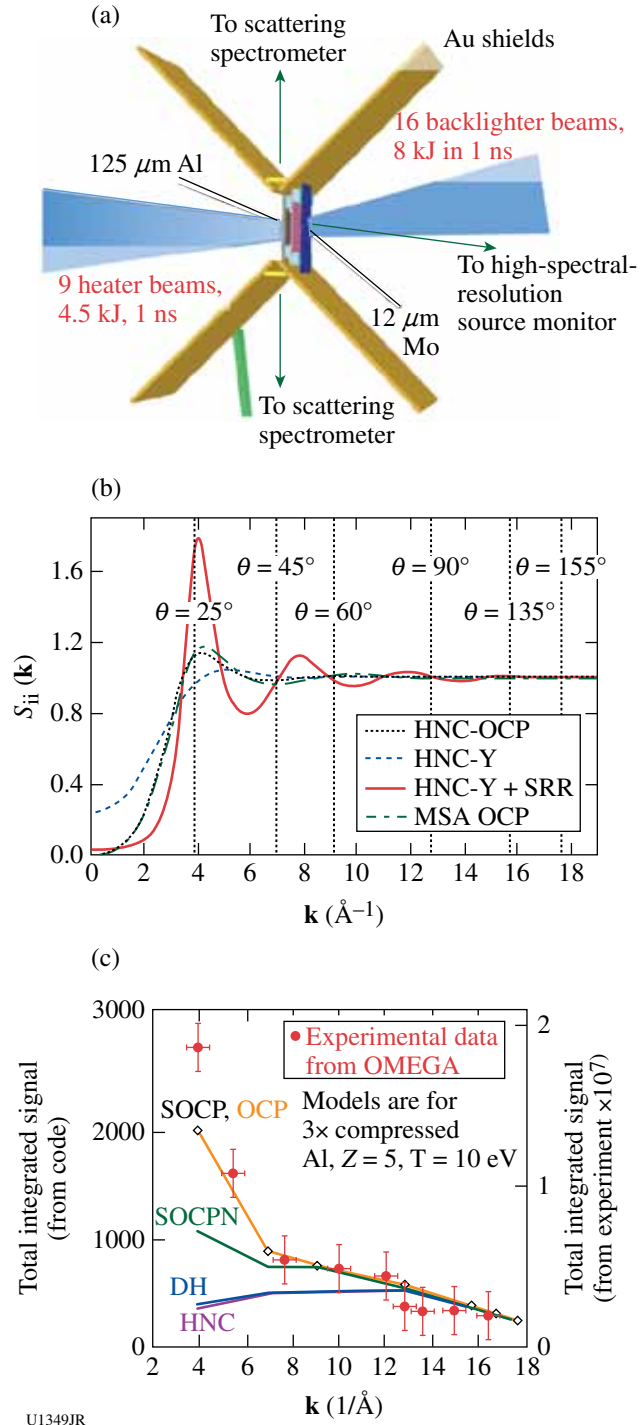 (a)
To scattering
spectrometer
Au shields
16 backlighter beams,
8 kJ in 1 ns
125 μm Al
9 heater beams,
4.5 kJ, 1 ns
To high-spectral-
resolution
source monitor
12 μm
Mo
To scattering
spectrometer
(b)
1.6
1.2
0.8
0.4
0.0
S_ii (k)
θ = 25°
θ = 45°
θ = 60°
θ = 90°
θ = 135°
θ = 155°
HNC-OCP
HNC-Y
HNC-Y + SRR
MSA OCP
0 2 4 6 8 10 12 14 16 18
k (Å⁻¹)
(c)
3000
2000
1000
0
Total integrated signal
(from code)
Experimental data
from OMEGA
SOCP, OCP
Models are for
3× compressed
Al, Z = 5, T = 10 eV
SOCPN
DH
HNC
2
1
0
Total integrated signal
(from experiment ×10⁷)
2 4 6 8 10 12 14 16 18
k (1/Å)
U1349JR